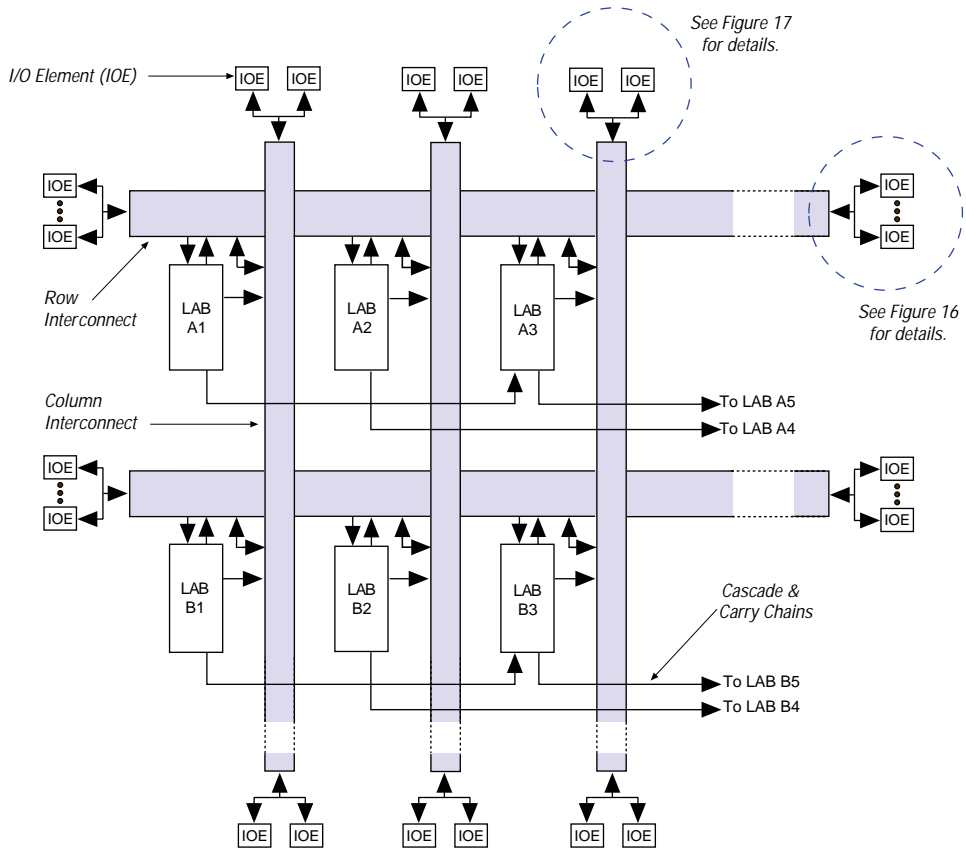 See Figure 17
for details.
I/O Element (IOE)
IOE IOE IOE IOE IOE IOE
IOE IOE
IOE IOE
Row
Interconnect
LAB
A1
LAB
A2
LAB
A3
See Figure 16
for details.
Column
Interconnect
To LAB A5
To LAB A4
IOE IOE
IOE IOE
LAB
B1
LAB
B2
LAB
B3
Cascade &
Carry Chains
To LAB B5
To LAB B4
IOE IOE IOE IOE IOE IOE